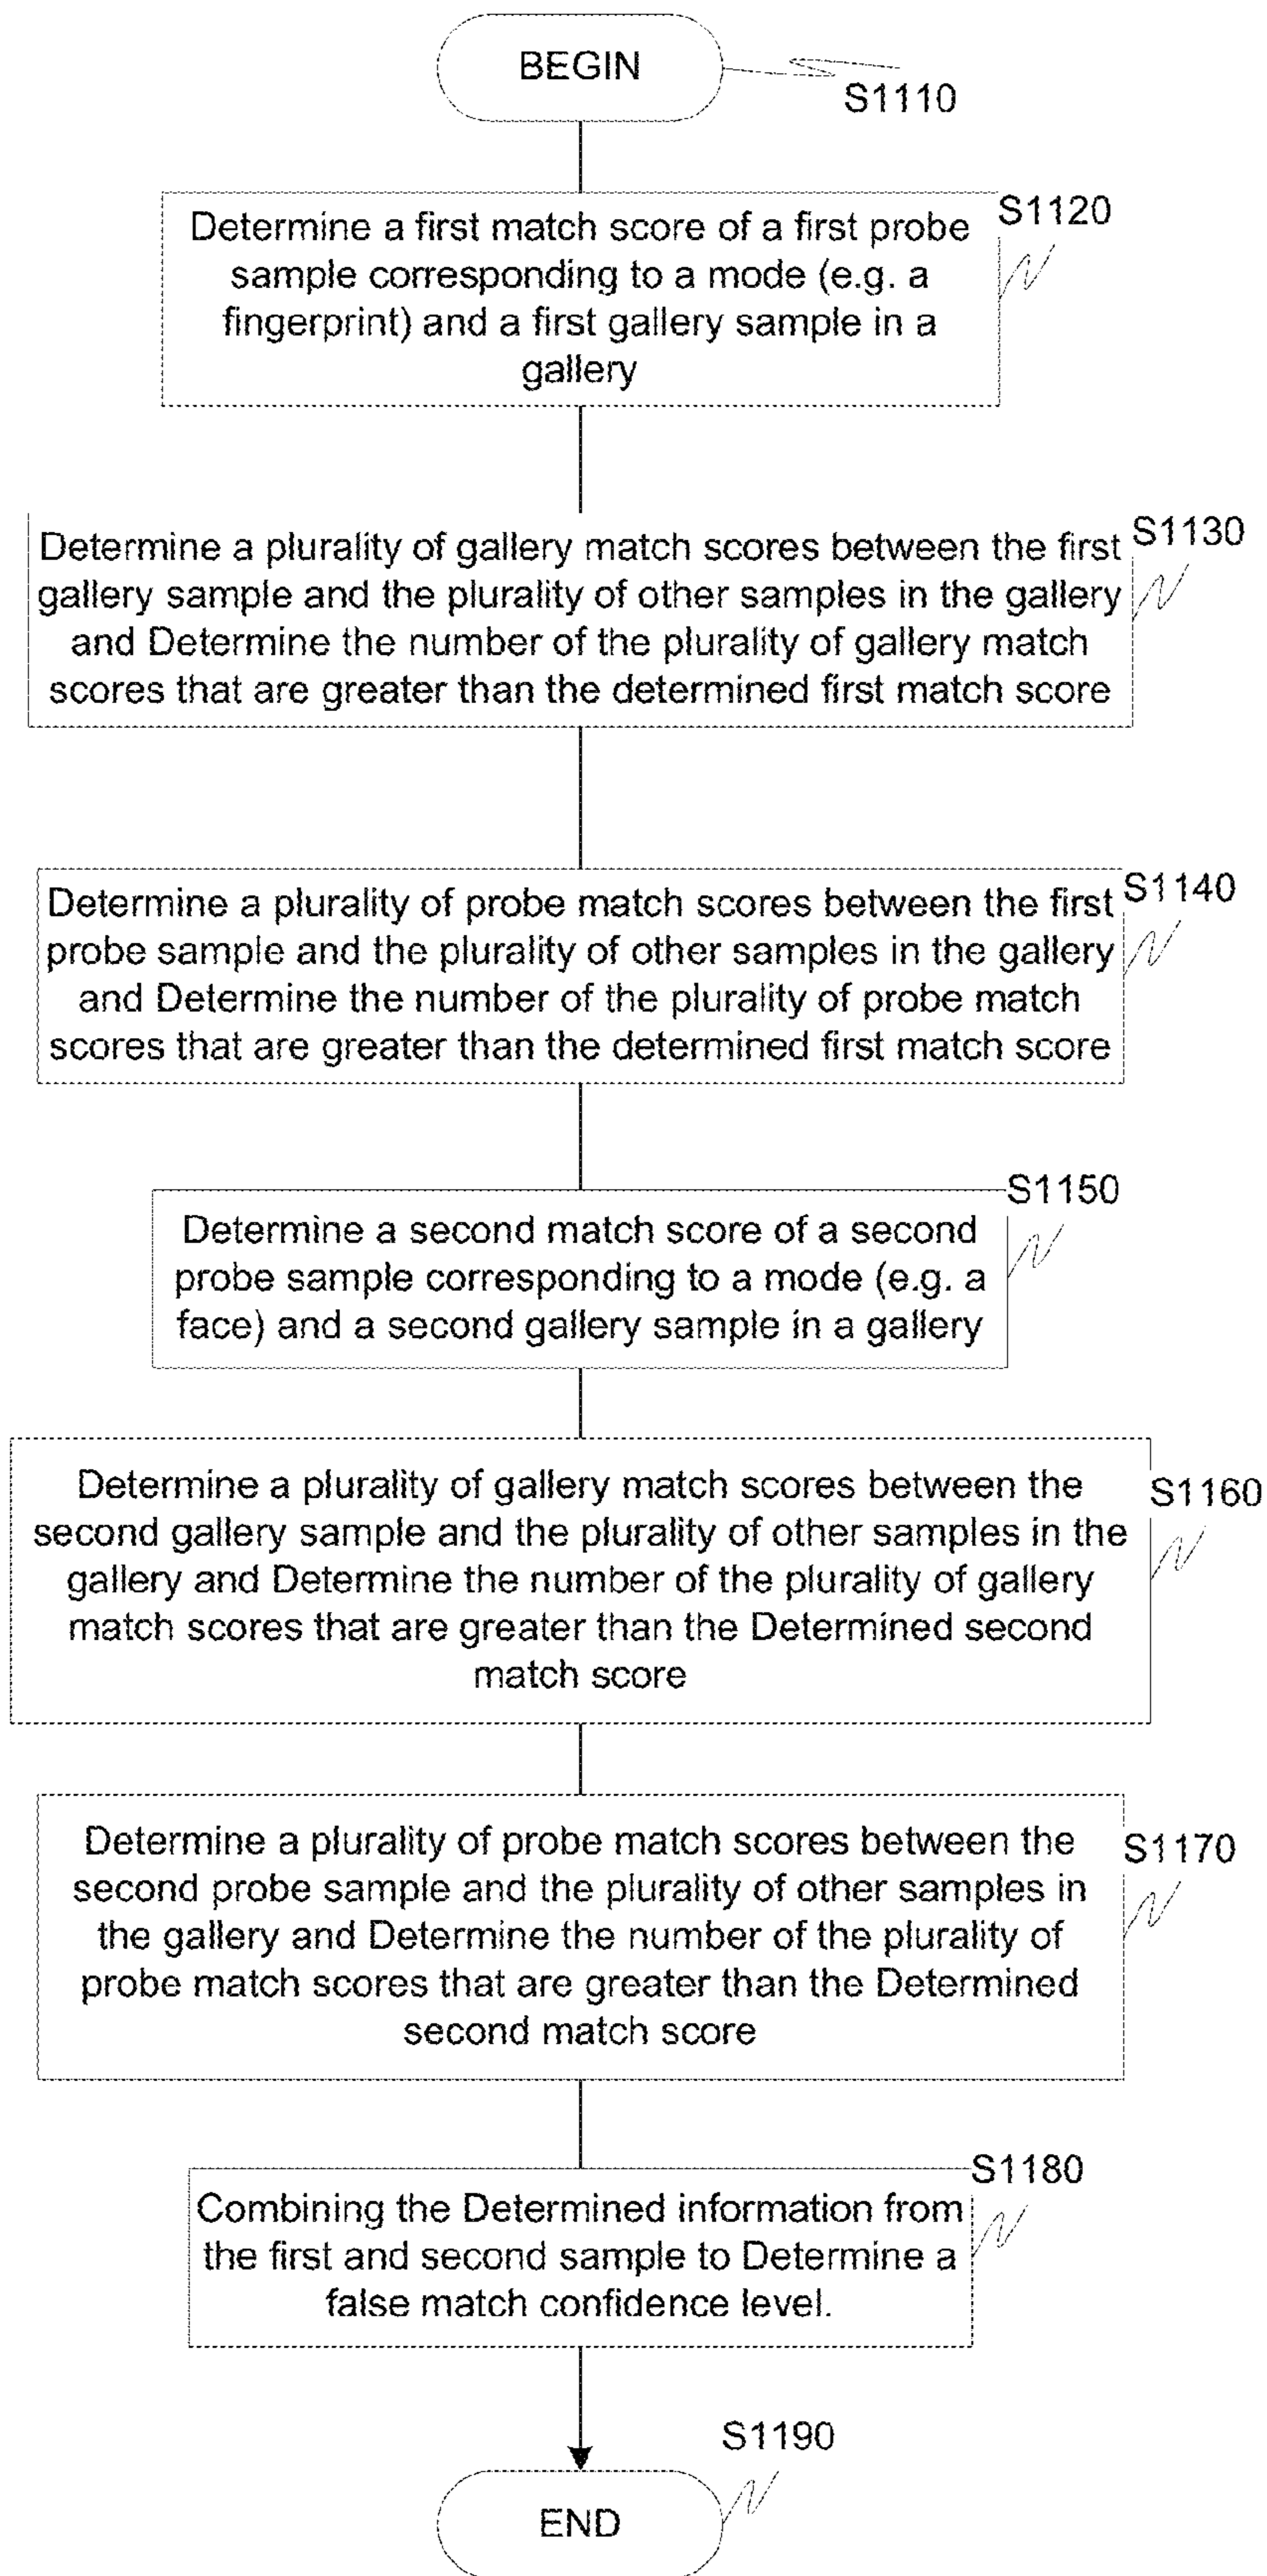 BEGIN
S1110
S1120
Determine a first match score of a first probe
sample corresponding to a mode (e.g. a
fingerprint) and a first gallery sample in a
gallery
S1130
Determine a plurality of gallery match scores between the first
gallery sample and the plurality of other samples in the gallery
and Determine the number of the plurality of gallery match
scores that are greater than the determined first match score
S1140
Determine a plurality of probe match scores between the first
probe sample and the plurality of other samples in the gallery
and Determine the number of the plurality of probe match
scores that are greater than the determined first match score
S1150
Determine a second match score of a second
probe sample corresponding to a mode (e.g. a
face) and a second gallery sample in a gallery
S1160
Determine a plurality of gallery match scores between the
second gallery sample and the plurality of other samples in the
gallery and Determine the number of the plurality of gallery
match scores that are greater than the Determined second
match score
S1170
Determine a plurality of probe match scores between the
second probe sample and the plurality of other samples in
the gallery and Determine the number of the plurality of
probe match scores that are greater than the Determined
second match score
S1180
Combining the Determined information from
the first and second sample to Determine a
false match confidence level.
S1190
END